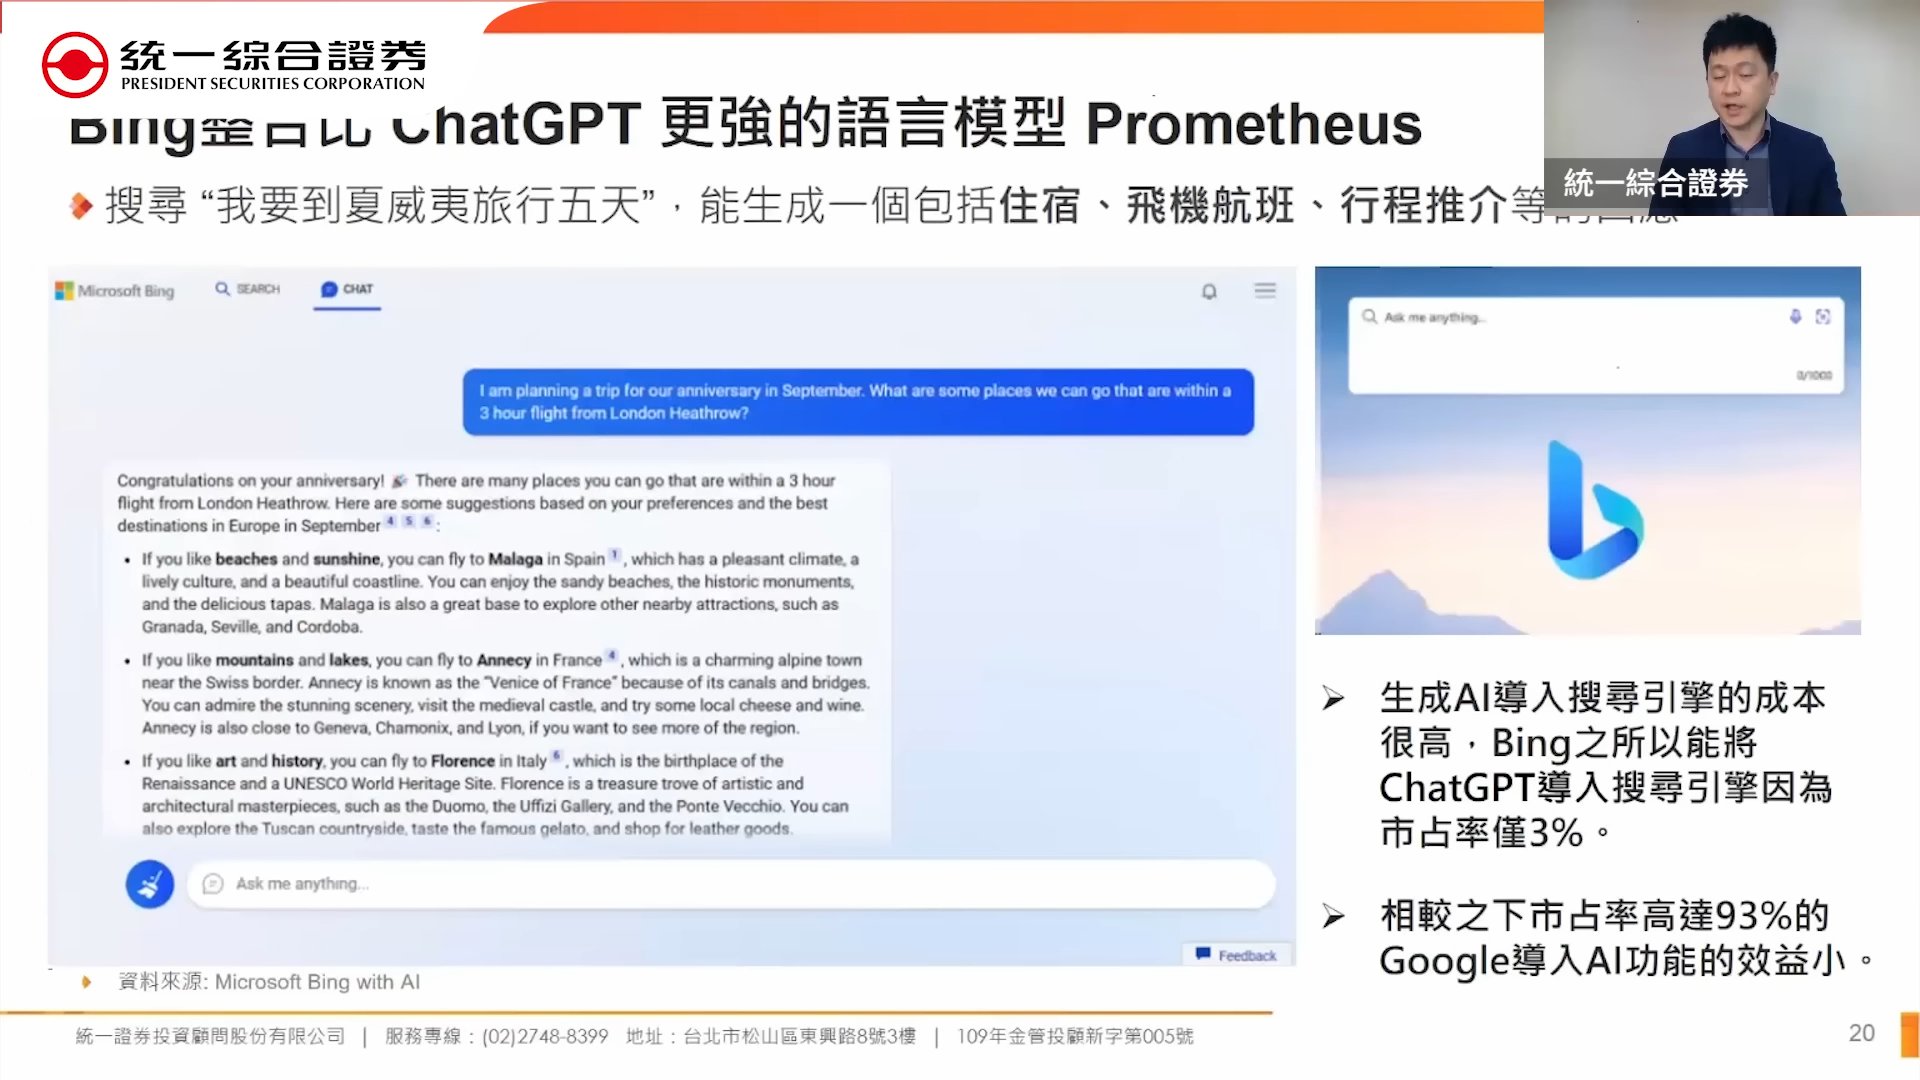 統一綜合證券
PRESIDENT SECURITIES CORPORATION
Bing整合比 ChatGPT 更強的語言模型 Prometheus
搜尋 “我要到夏威夷旅行五天”，能生成一個包括住宿、飛機航班、行程推介等的回應
統一綜合證券
Microsoft Bing SEARCH CHAT
I am planning a trip for our anniversary in September. What are some places we can go that are within a
3 hour flight from London Heathrow?
Congratulations on your anniversary! 🎉 There are many places you can go that are within a 3 hour
flight from London Heathrow. Here are some suggestions based on your preferences and the best
destinations in Europe in September 4 5 6 :
• If you like beaches and sunshine, you can fly to Malaga in Spain 1 , which has a pleasant climate, a
lively culture, and a beautiful coastline. You can enjoy the sandy beaches, the historic monuments,
and the delicious tapas. Malaga is also a great base to explore other nearby attractions, such as
Granada, Seville, and Cordoba.
• If you like mountains and lakes, you can fly to Annecy in France 4 , which is a charming alpine town
near the Swiss border. Annecy is known as the “Venice of France” because of its canals and bridges.
You can admire the stunning scenery, visit the medieval castle, and try some local cheese and wine.
Annecy is also close to Geneva, Chamonix, and Lyon, if you want to see more of the region.
• If you like art and history, you can fly to Florence in Italy 6 , which is the birthplace of the
Renaissance and a UNESCO World Heritage Site. Florence is a treasure trove of artistic and
architectural masterpieces, such as the Duomo, the Uffizi Gallery, and the Ponte Vecchio. You can
also explore the Tuscan countryside, taste the famous gelato, and shop for leather goods.
Ask me anything...
Feedback
Ask me anything...
0/1000
➢ 生成AI導入搜尋引擎的成本
很高，Bing之所以能將
ChatGPT導入搜尋引擎因為
市占率僅3%。
➢ 相較之下市占率高達93%的
Google導入AI功能的效益小。
資料來源: Microsoft Bing with AI
統一證券投資顧問股份有限公司 | 服務專線：(02)2748-8399 地址：台北市松山區東興路8號3樓 | 109年金管投顧新字第005號
20